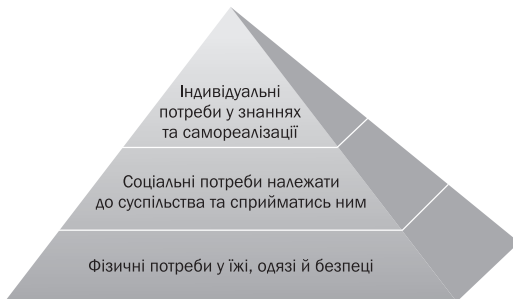 Індивідуальні
потреби у знаннях
та самореалізації
Соціальні потреби належати
до суспільства та сприйматись ним
Фізичні потреби у їжі, одязі й безпеці